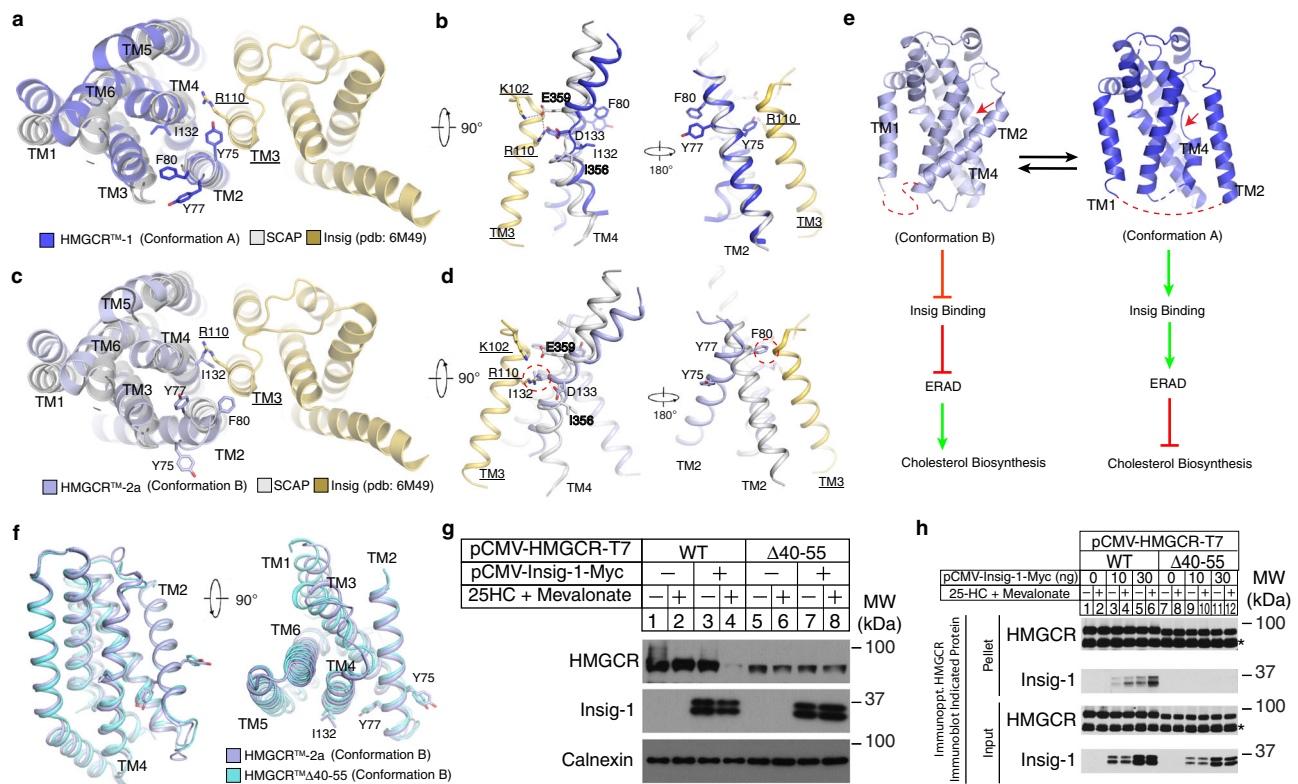 a
TM5
TM6
TM4
R110
I132
Y75
TM1
F80
TM3
TM3
TM2
Y77
HMGCR™-1 (Conformation A) SCAP Insig (pdb: 6M49)
b
90°
K102
E359
F80
R110
D133
I132
I356
TM3
TM4
180°
F80
R110
Y77
Y75
TM3
TM2
c
TM5
TM6
TM4
R110
I132
TM3
Y77
TM3
TM1
F80
TM2
Y75
HMGCR™-2a (Conformation B) SCAP Insig (pdb: 6M49)
d
90°
K102
E359
R110
I132
D133
I356
TM3
TM4
180°
F80
Y77
Y75
TM2
TM2
TM3
e
TM1
TM2
TM4
TM4
TM1
TM2
(Conformation B)
(Conformation A)
Insig Binding
Insig Binding
ERAD
ERAD
Cholesterol Biosynthesis
Cholesterol Biosynthesis
f
TM2
90°
TM4
TM1
TM3
TM2
TM6
TM4
Y75
TM5
I132
Y77
HMGCR™-2a (Conformation B)
HMGCR™Δ40-55 (Conformation B)
g
pCMV-HMGCR-T7 WT Δ40-55
pCMV-Insig-1-Myc − + − +
25HC + Mevalonate − + − + − + − +
1 2 3 4 5 6 7 8
MW
(kDa)
HMGCR
100
Insig-1
37
100
Calnexin
h
pCMV-HMGCR-T7
WT Δ40-55
pCMV-Insig-1-Myc (ng) 0 10 30 0 10 30
25-HC + Mevalonate − + − + − + − + − + − +
1 2 3 4 5 6 7 8 9 10 11 12
MW
(kDa)
Immunoppt. HMGCR
Immunoblot Indicated Protein
Pellet
HMGCR
100
*
Insig-1
37
Input
HMGCR
100
*
Insig-1
37